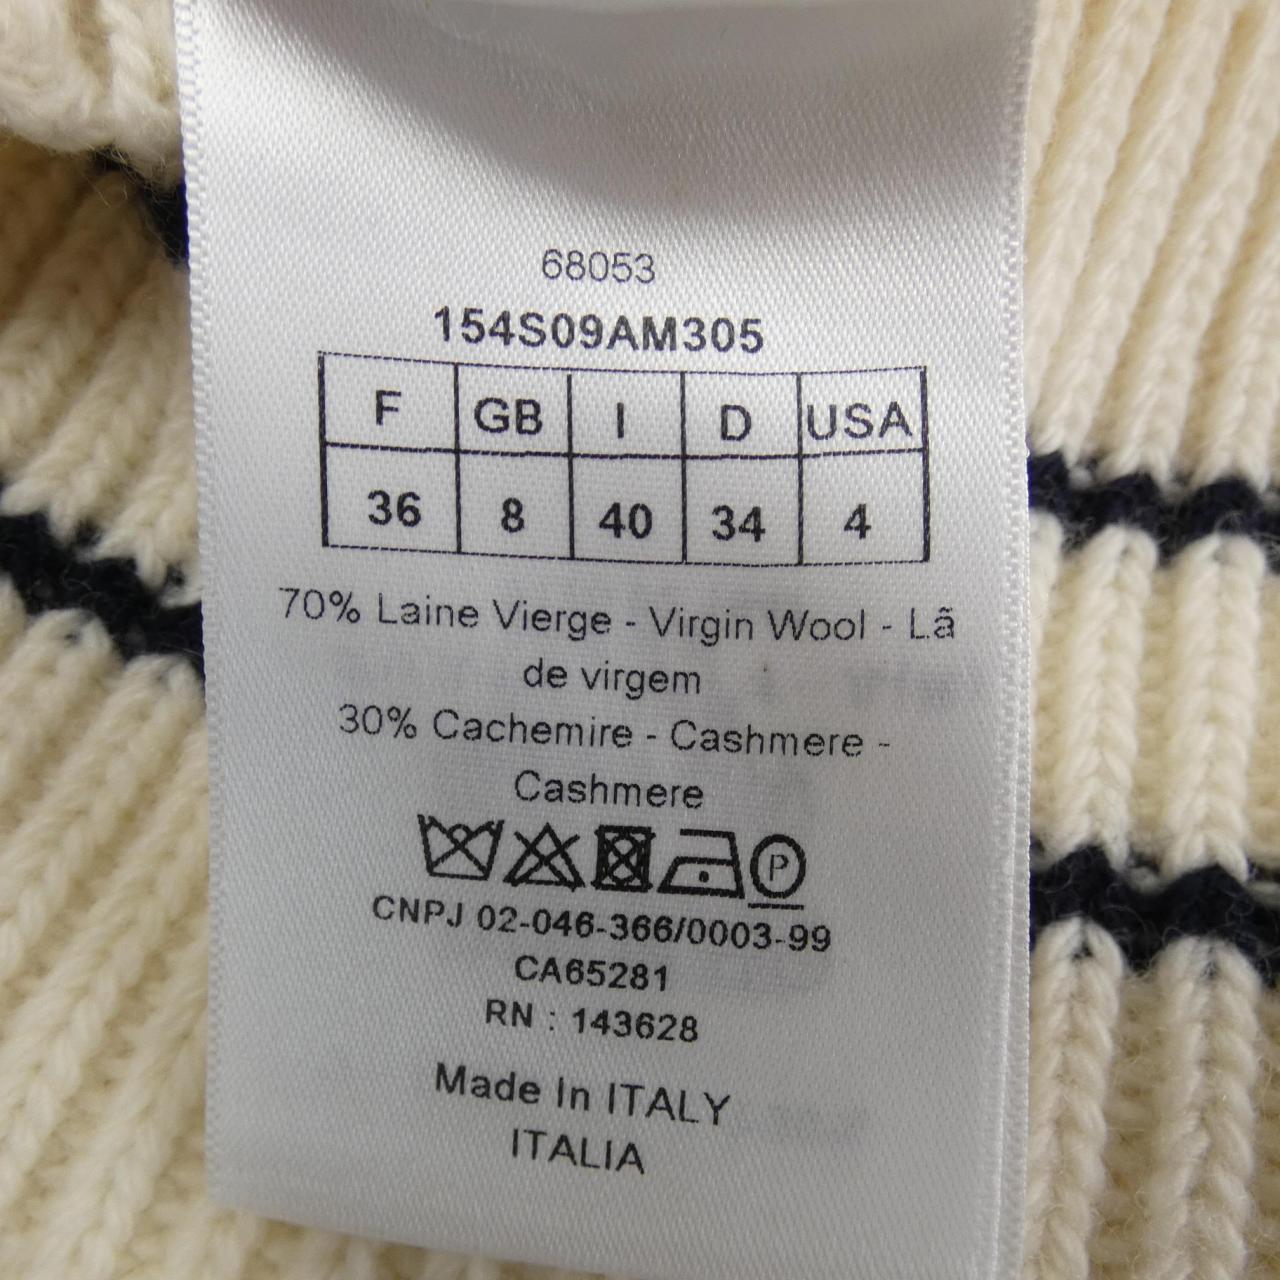 68053
154S09AM305
F GB I D USA
36 8 40 34 4
70% Laine Vierge - Virgin Wool - Lã
de virgem
30% Cachemire - Cashmere -
Cashmere
P
CNPJ 02-046-366/0003-99
CA65281
RN : 143628
Made In ITALY
ITALIA